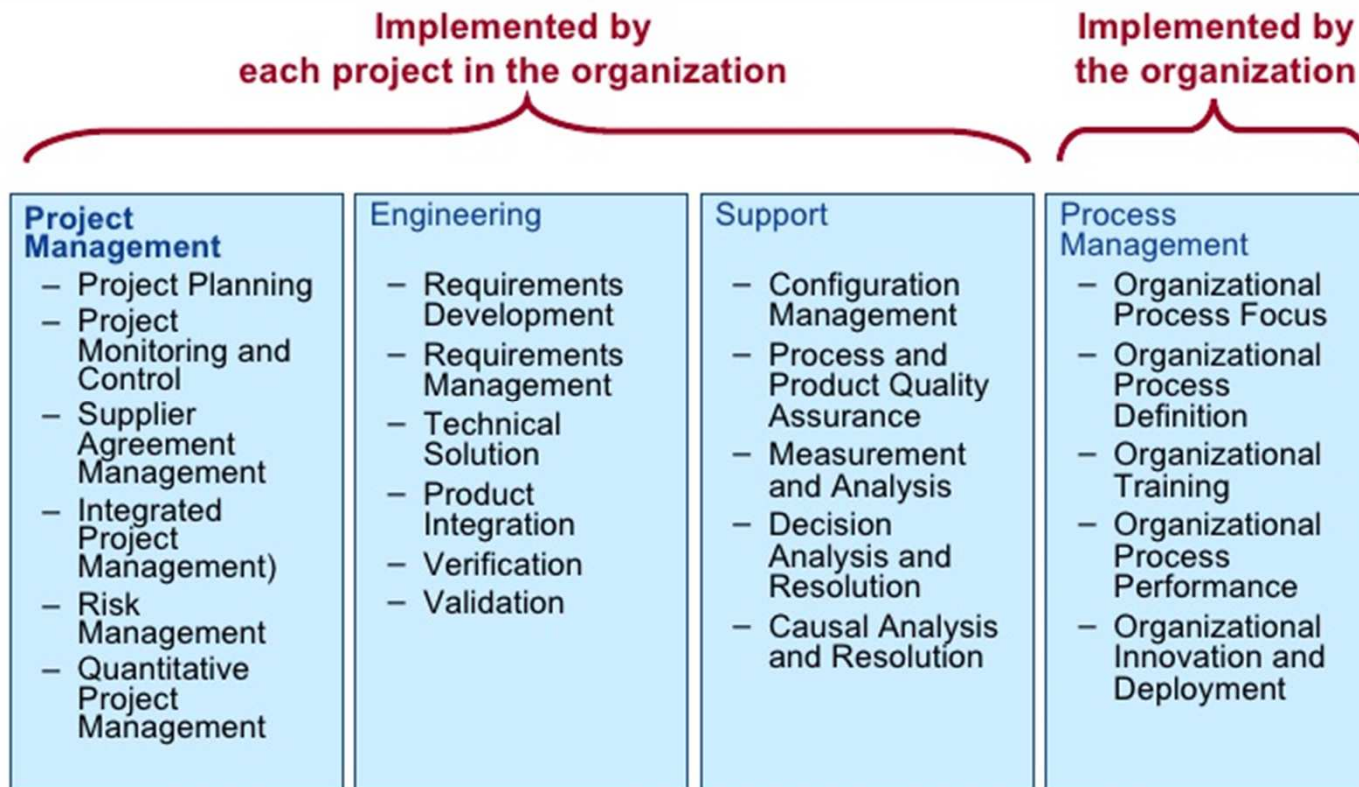 Implemented by
each project in the organization
Implemented by
the organization
Project
Management
– Project Planning
– Project
Monitoring and
Control
– Supplier
Agreement
Management
– Integrated
Project
Management)
– Risk
Management
– Quantitative
Project
Management
Engineering
– Requirements
Development
– Requirements
Management
– Technical
Solution
– Product
Integration
– Verification
– Validation
Support
– Configuration
Management
– Process and
Product Quality
Assurance
– Measurement
and Analysis
– Decision
Analysis and
Resolution
– Causal Analysis
and Resolution
Process
Management
– Organizational
Process Focus
– Organizational
Process
Definition
– Organizational
Training
– Organizational
Process
Performance
– Organizational
Innovation and
Deployment